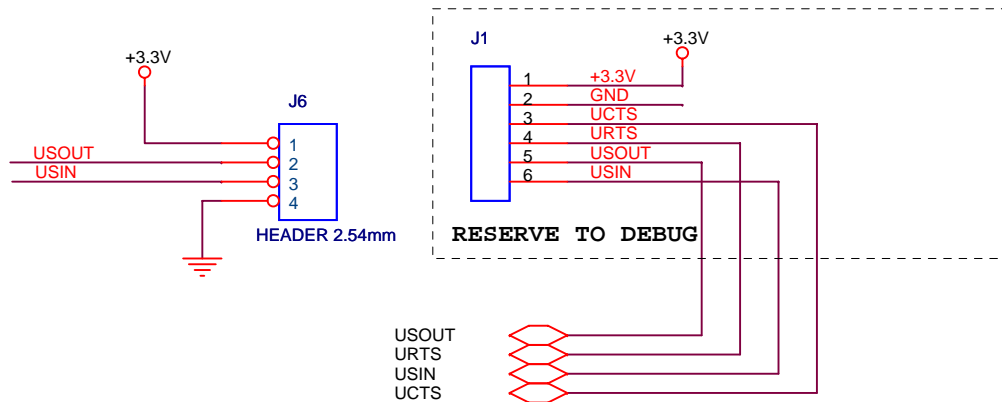 +3.3V
J6
1
USOUT
2
USIN
3
4
HEADER 2.54mm
J1
+3.3V
1 +3.3V
2 GND
3 UCTS
4 URTS
5 USOUT
6 USIN
RESERVE TO DEBUG
USOUT
URTS
USIN
UCTS